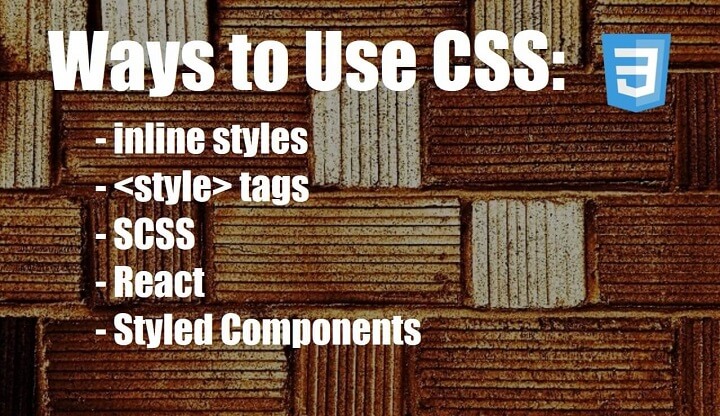 Ways to Use CSS:
- inline styles
- <style> tags
- SCSS
- React
- Styled Components